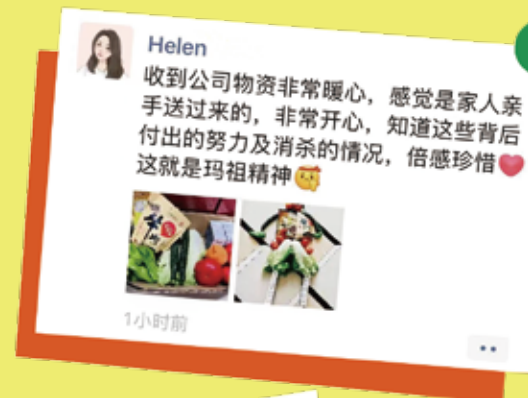 Helen
收到公司物资非常暖心，感觉是家人亲
手送过来的，非常开心，知道这些背后
付出的努力及消杀的情况，倍感珍惜❤️
这就是玛祖精神
1小时前